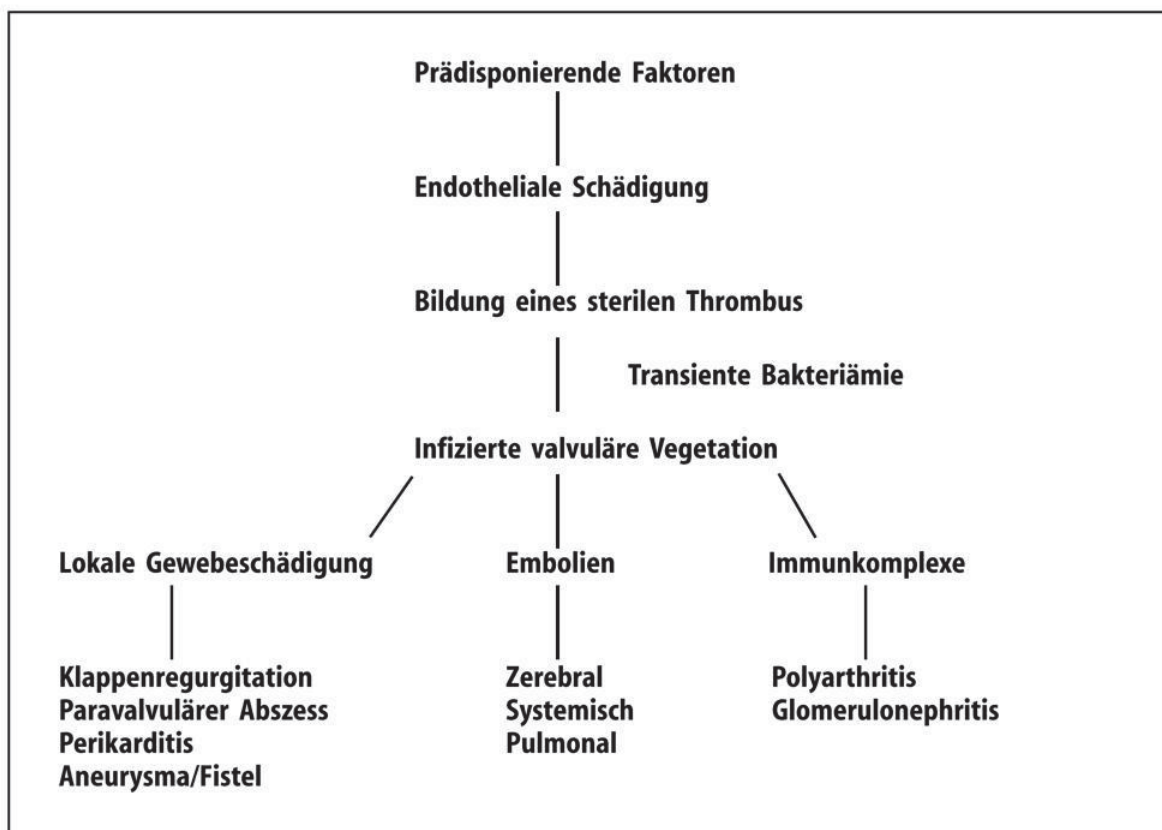 Prädisponierende Faktoren
Endotheliale Schädigung
Bildung eines sterilen Thrombus
Transiente Bakteriämie
Infizierte valvuläre Vegetation
Lokale Gewebeschädigung
Embolien
Immunkomplexe
Klappenregurgitation
Paravalvulärer Abszess
Perikarditis
Aneurysma/Fistel
Zerebral
Systemisch
Pulmonal
Polyarthritis
Glomerulonephritis